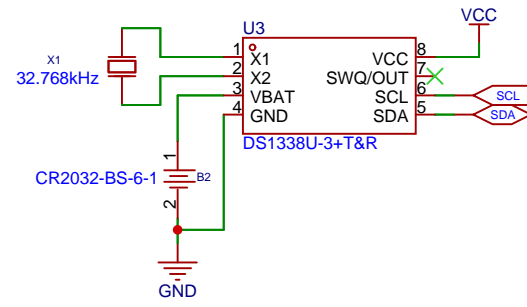 VCC
U3
X1
32.768kHz
1 X1
2 X2
3 VBAT
4 GND
VCC 8
SWQ/OUT 7
SCL 6
SDA 5
SCL
SDA
DS1338U-3+T&R
1
CR2032-BS-6-1
B2
2
GND